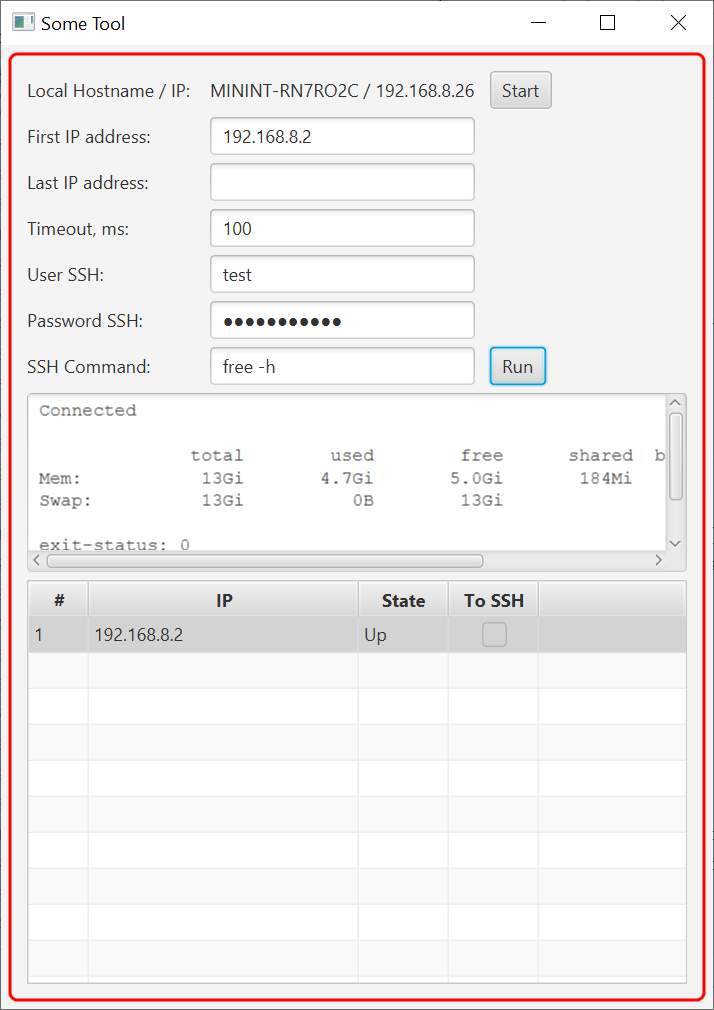 Some Tool
Local Hostname / IP: MININT-RN7RO2C / 192.168.8.26 Start
First IP address: 192.168.8.2
Last IP address:
Timeout, ms: 100
User SSH: test
Password SSH: ●●●●●●●●●●●
SSH Command: free -h Run
Connected
total used free shared b
Mem: 13Gi 4.7Gi 5.0Gi 184Mi
Swap: 13Gi 0B 13Gi
exit-status: 0
# IP State To SSH
1 192.168.8.2 Up